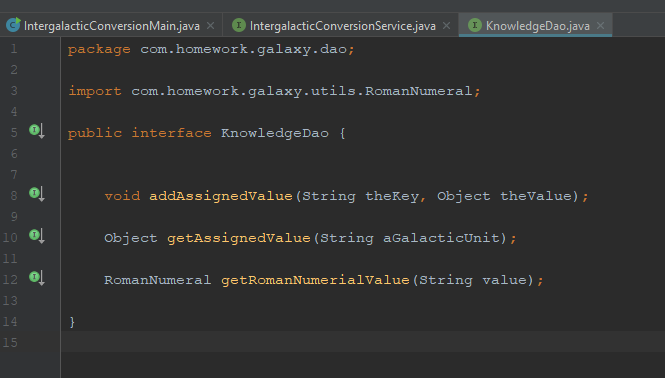 IntergalacticConversionMain.java × IntergalacticConversionService.java × KnowledgeDao.java ×
1 package com.homework.galaxy.dao;
2
3 import com.homework.galaxy.utils.RomanNumeral;
4
5 public interface KnowledgeDao {
6
7
8 void addAssignedValue(String theKey, Object theValue);
9
10 Object getAssignedValue(String aGalacticUnit);
11
12 RomanNumeral getRomanNumerialValue(String value);
13
14 }
15